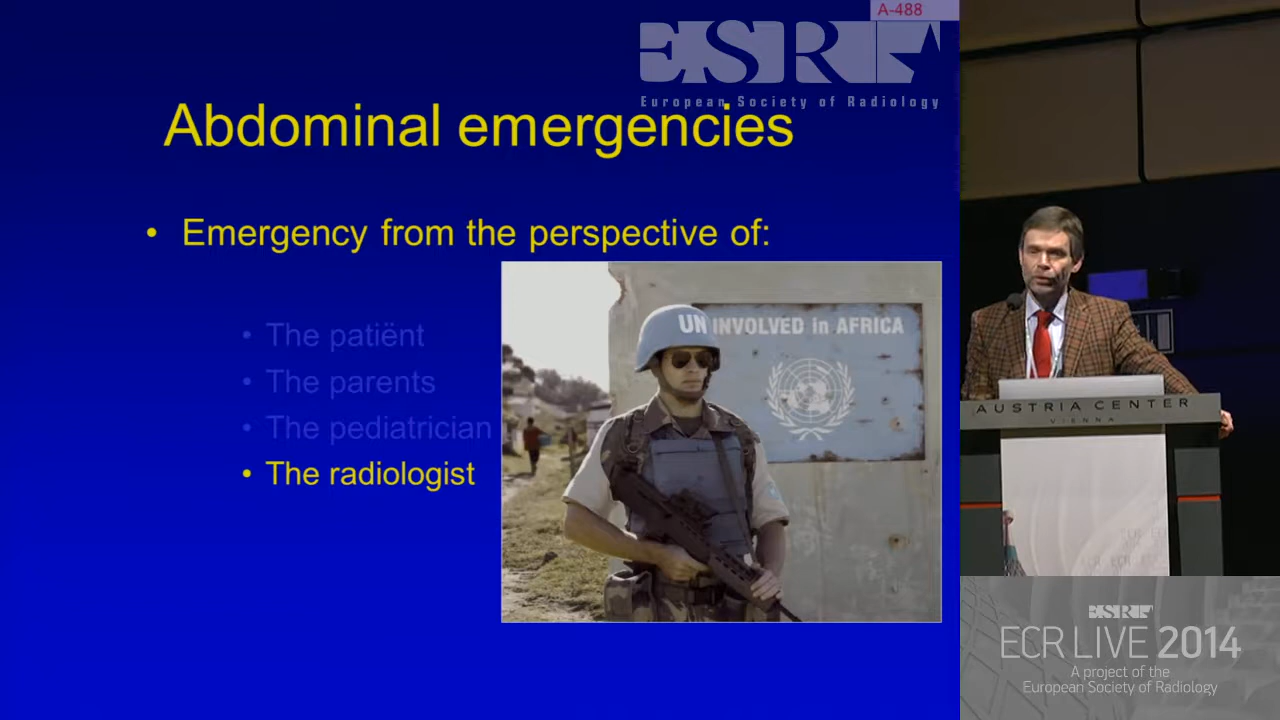 A-488
ESR
European Society of Radiology
Abdominal emergencies
• Emergency from the perspective of:
• The patiënt
• The parents
• The pediatrician
• The radiologist
UN INVOLVED in AFRICA
AUSTRIA CENTER
VIENNA
ESR
ECR LIVE 2014
A project of the
European Society of Radiology